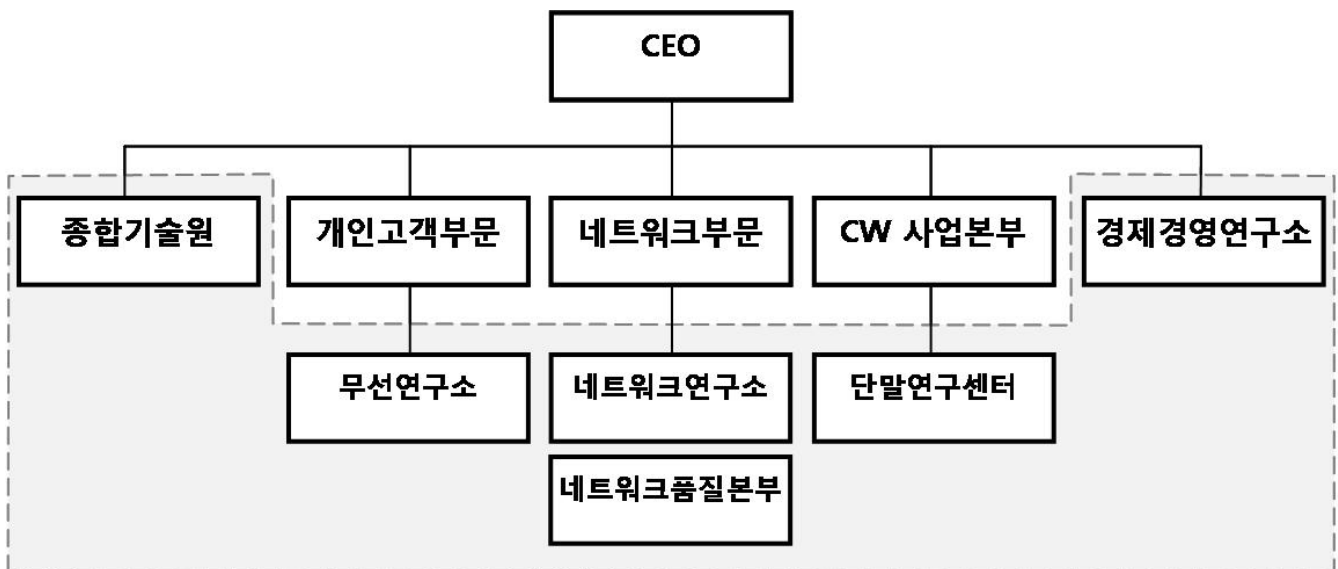 CEO
종합기술원
개인고객부문
네트워크부문
CW 사업본부
경제경영연구소
무선연구소
네트워크연구소
단말연구센터
네트워크품질본부